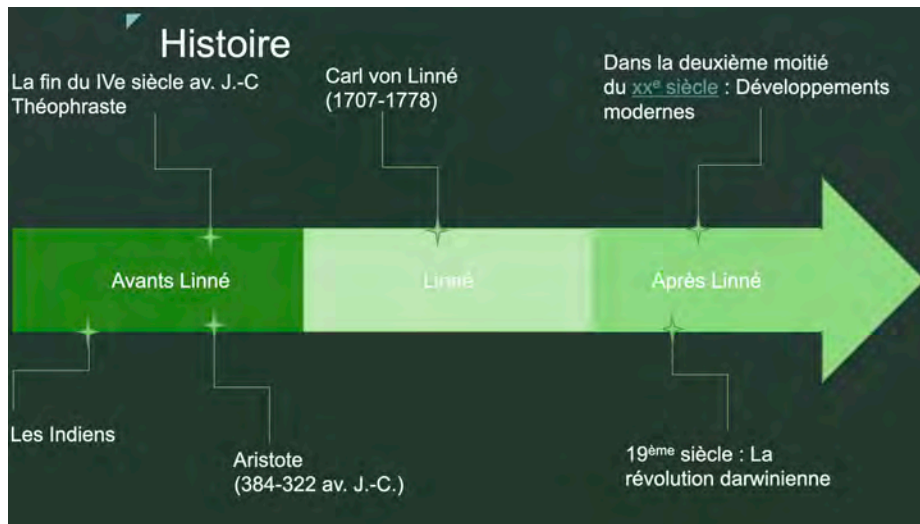 Histoire
La fin du IVe siècle av. J.-C
Théophraste
Carl von Linné
(1707-1778)
Dans la deuxième moitié
du xxᵉ siècle : Développements
modernes
Avants Linné
Linné
Après Linné
Les Indiens
Aristote
(384-322 av. J.-C.)
19ème siècle : La
révolution darwinienne